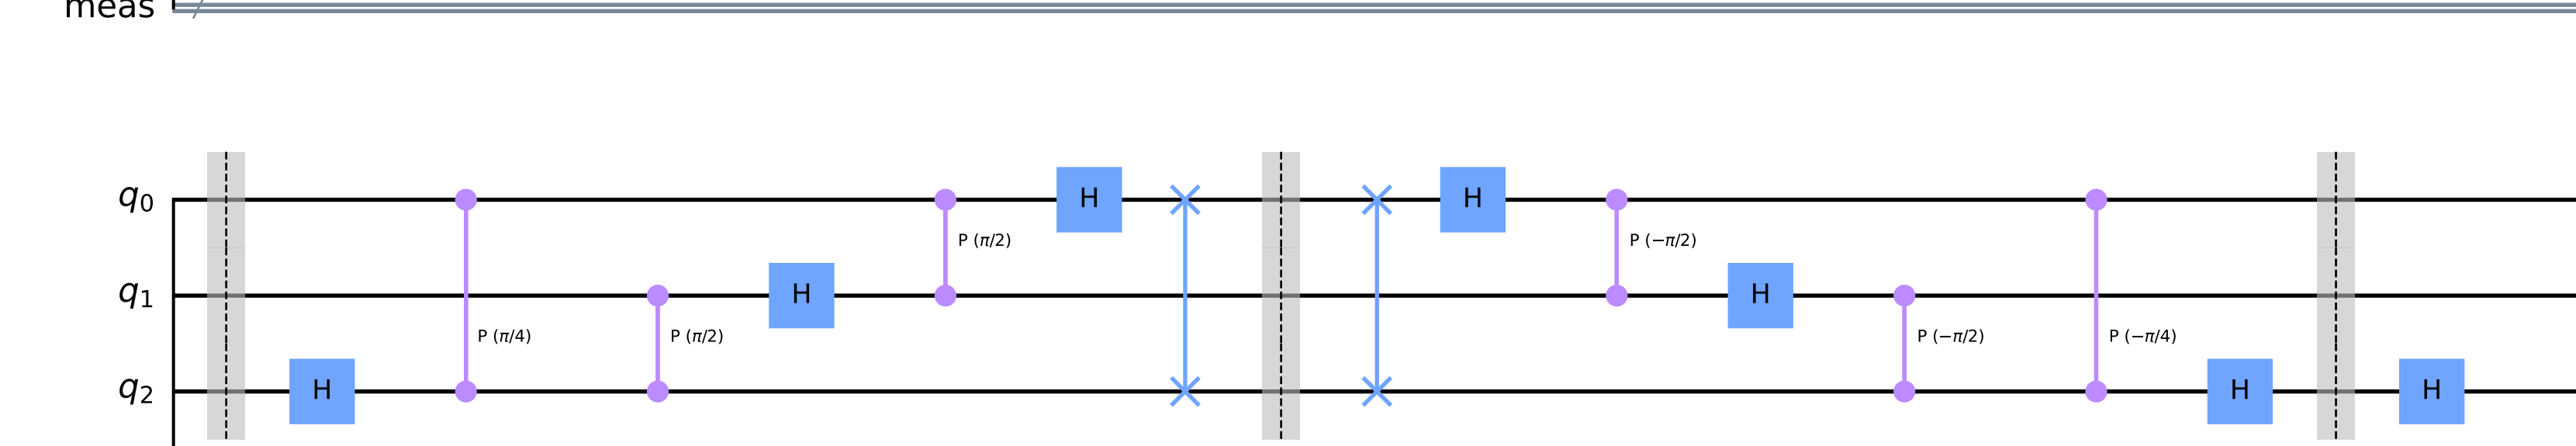 meas
q0 H H
P (π/2) P (−π/2)
q1 H H
P (π/4) P (π/2) P (−π/2) P (−π/4)
q2 H H H